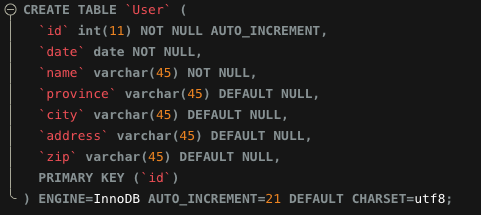 CREATE TABLE `User` (
`id` int(11) NOT NULL AUTO_INCREMENT,
`date` date NOT NULL,
`name` varchar(45) NOT NULL,
`province` varchar(45) DEFAULT NULL,
`city` varchar(45) DEFAULT NULL,
`address` varchar(45) DEFAULT NULL,
`zip` varchar(45) DEFAULT NULL,
PRIMARY KEY (`id`)
) ENGINE=InnoDB AUTO_INCREMENT=21 DEFAULT CHARSET=utf8;